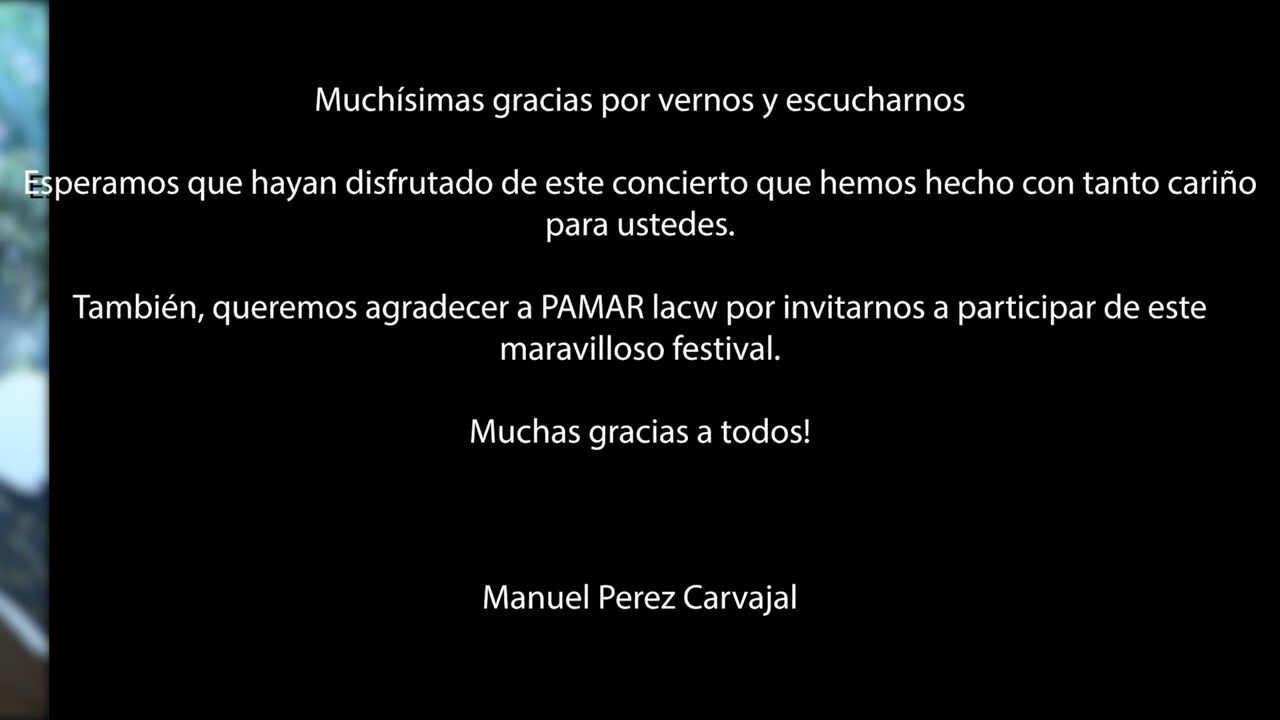 Muchísimas gracias por vernos y escucharnos
Esperamos que hayan disfrutado de este concierto que hemos hecho con tanto cariño
para ustedes.
También, queremos agradecer a PAMAR lacw por invitarnos a participar de este
maravilloso festival.
Muchas gracias a todos!
Manuel Perez Carvajal